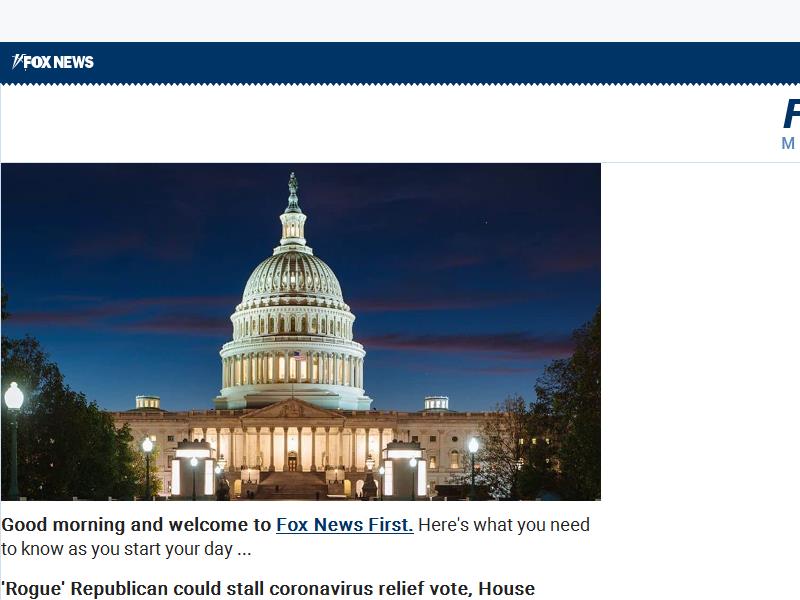 FOX NEWS
F
M
Good morning and welcome to Fox News First. Here's what you need
to know as you start your day ...
'Rogue' Republican could stall coronavirus relief vote, House